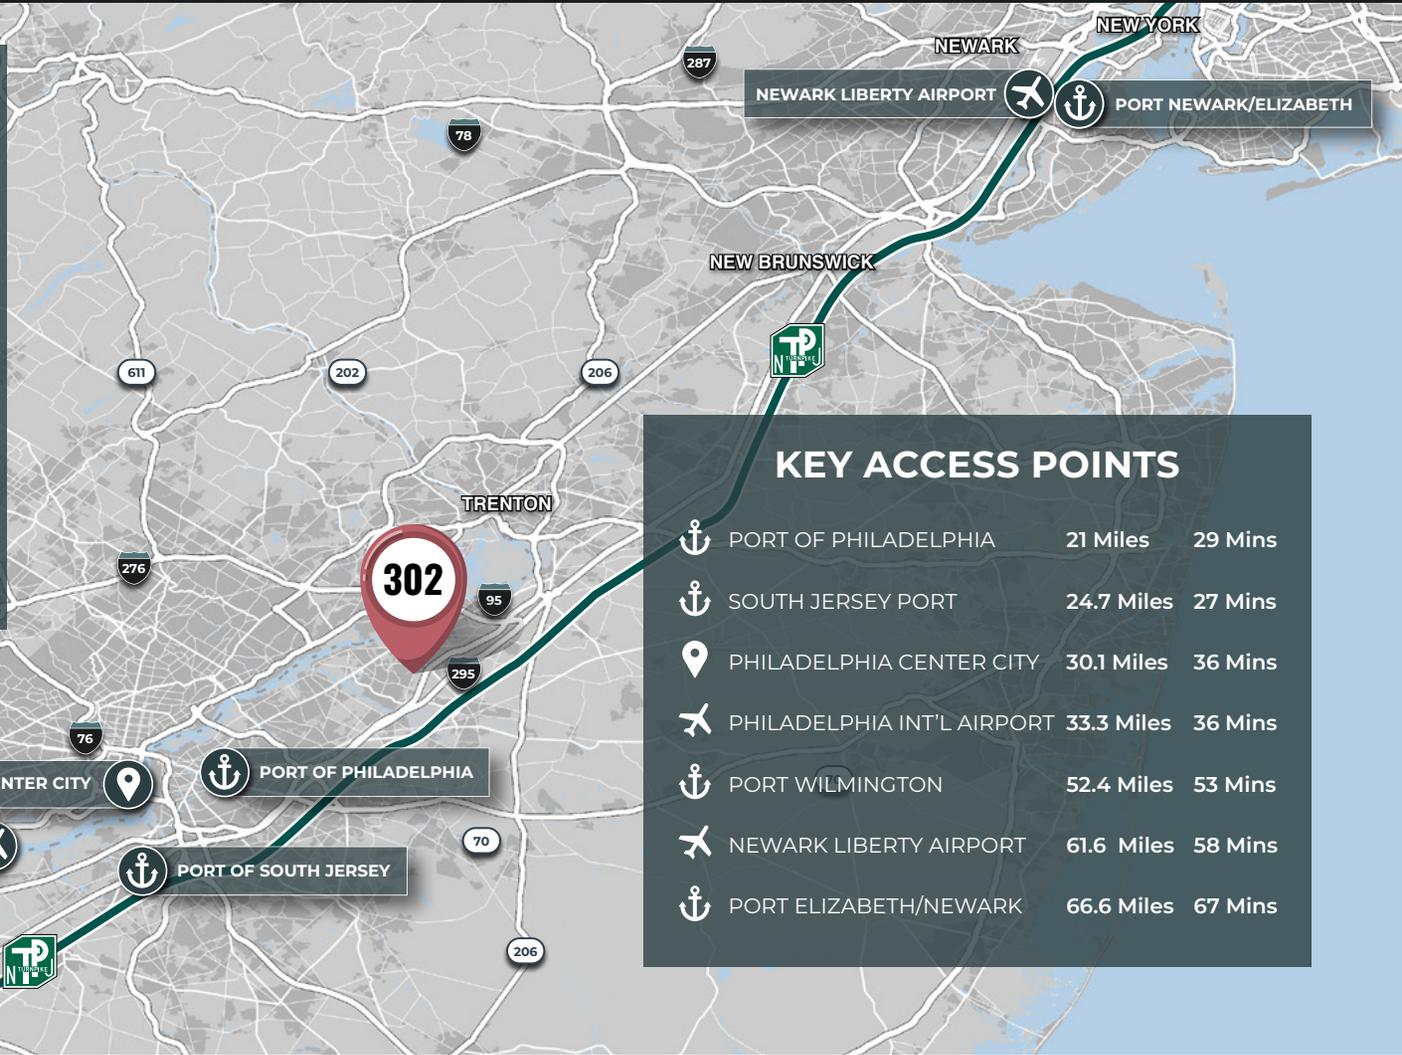 NEW YORK
NEWARK
287
NEWARK LIBERTY AIRPORT
PORT NEWARK/ELIZABETH
78
NEW BRUNSWICK
N TP J
TURNPIKE
611
202
206
KEY ACCESS POINTS
TRENTON
PORT OF PHILADELPHIA 21 Miles 29 Mins
276
302
95
SOUTH JERSEY PORT 24.7 Miles 27 Mins
295
PHILADELPHIA CENTER CITY 30.1 Miles 36 Mins
76
PHILADELPHIA INT'L AIRPORT 33.3 Miles 36 Mins
NTER CITY
PORT OF PHILADELPHIA
PORT WILMINGTON 52.4 Miles 53 Mins
70
NEWARK LIBERTY AIRPORT 61.6 Miles 58 Mins
PORT OF SOUTH JERSEY
PORT ELIZABETH/NEWARK 66.6 Miles 67 Mins
206
N TP J
TURNPIKE